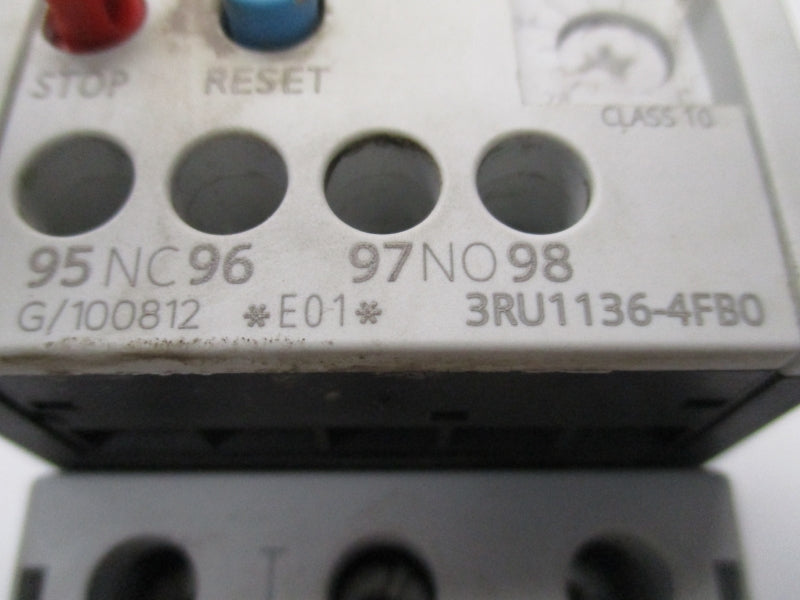 STOP RESET
CLASS 10
95 NC 96 97 NO 98
G/100812 *E01* 3RU1136-4FB0
T